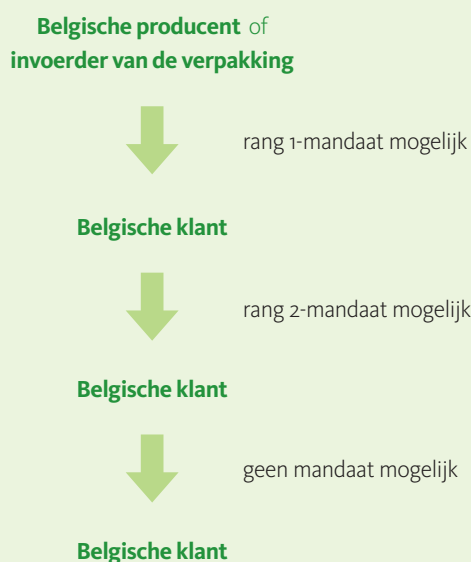 Belgische producent of
invoerder van de verpakking
rang 1-mandaat mogelijk
Belgische klant
rang 2-mandaat mogelijk
Belgische klant
geen mandaat mogelijk
Belgische klant